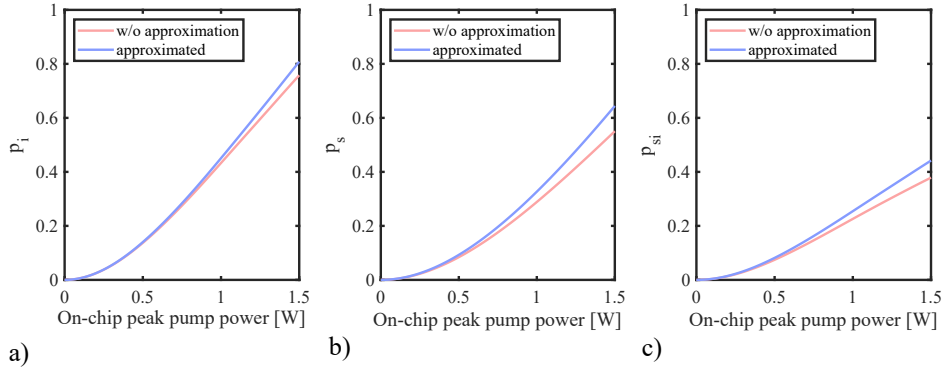 1
0.8
0.6
0.4
0.2
0
p_i
w/o approximation
approximated
0 0.5 1 1.5
On-chip peak pump power [W]
a)
1
0.8
0.6
0.4
0.2
0
p_s
w/o approximation
approximated
0 0.5 1 1.5
On-chip peak pump power [W]
b)
1
0.8
0.6
0.4
0.2
0
p_si
w/o approximation
approximated
0 0.5 1 1.5
On-chip peak pump power [W]
c)